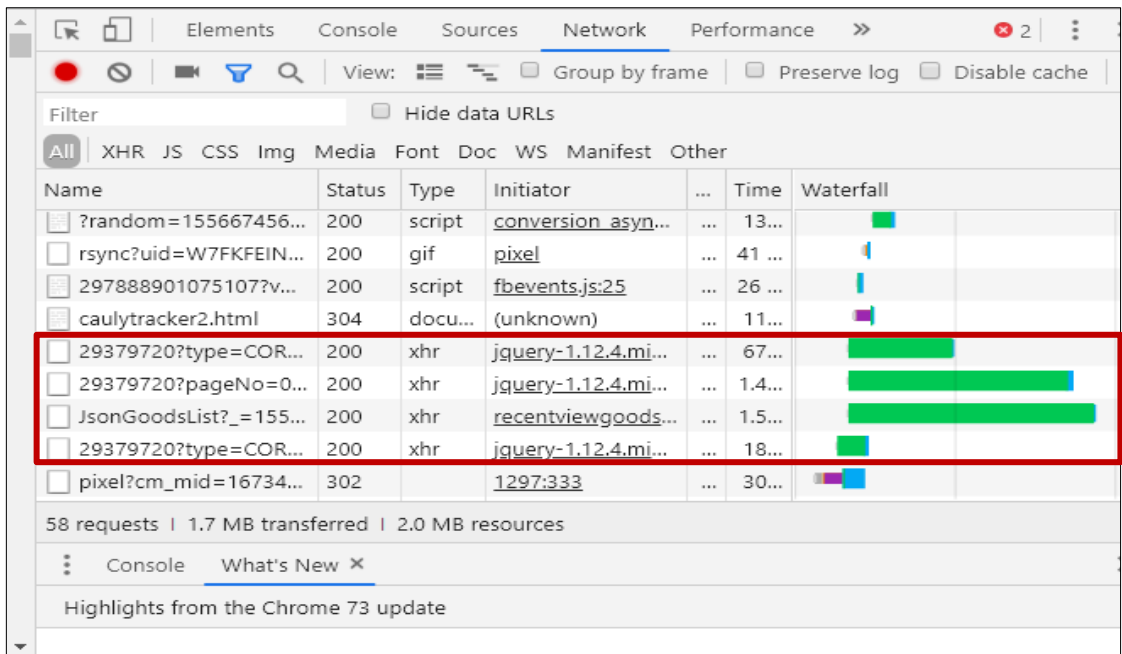 Elements Console Sources Network Performance » 2
View: Group by frame Preserve log Disable cache
Filter Hide data URLs
All XHR JS CSS Img Media Font Doc WS Manifest Other
Name Status Type Initiator ... Time Waterfall
?random=155667456... 200 script conversion_asyn... ... 13...
rsync?uid=W7FKFEIN... 200 gif pixel ... 41 ...
297888901075107?v... 200 script fbevents.js:25 ... 26 ...
caulytracker2.html 304 docu... (unknown) ... 11...
29379720?type=COR... 200 xhr jquery-1.12.4.mi... ... 67...
29379720?pageNo=0... 200 xhr jquery-1.12.4.mi... ... 1.4...
JsonGoodsList?_=155... 200 xhr recentviewgoods... ... 1.5...
29379720?type=COR... 200 xhr jquery-1.12.4.mi... ... 18...
pixel?cm_mid=16734... 302 1297:333 ... 30...
58 requests | 1.7 MB transferred | 2.0 MB resources
Console What's New ×
Highlights from the Chrome 73 update